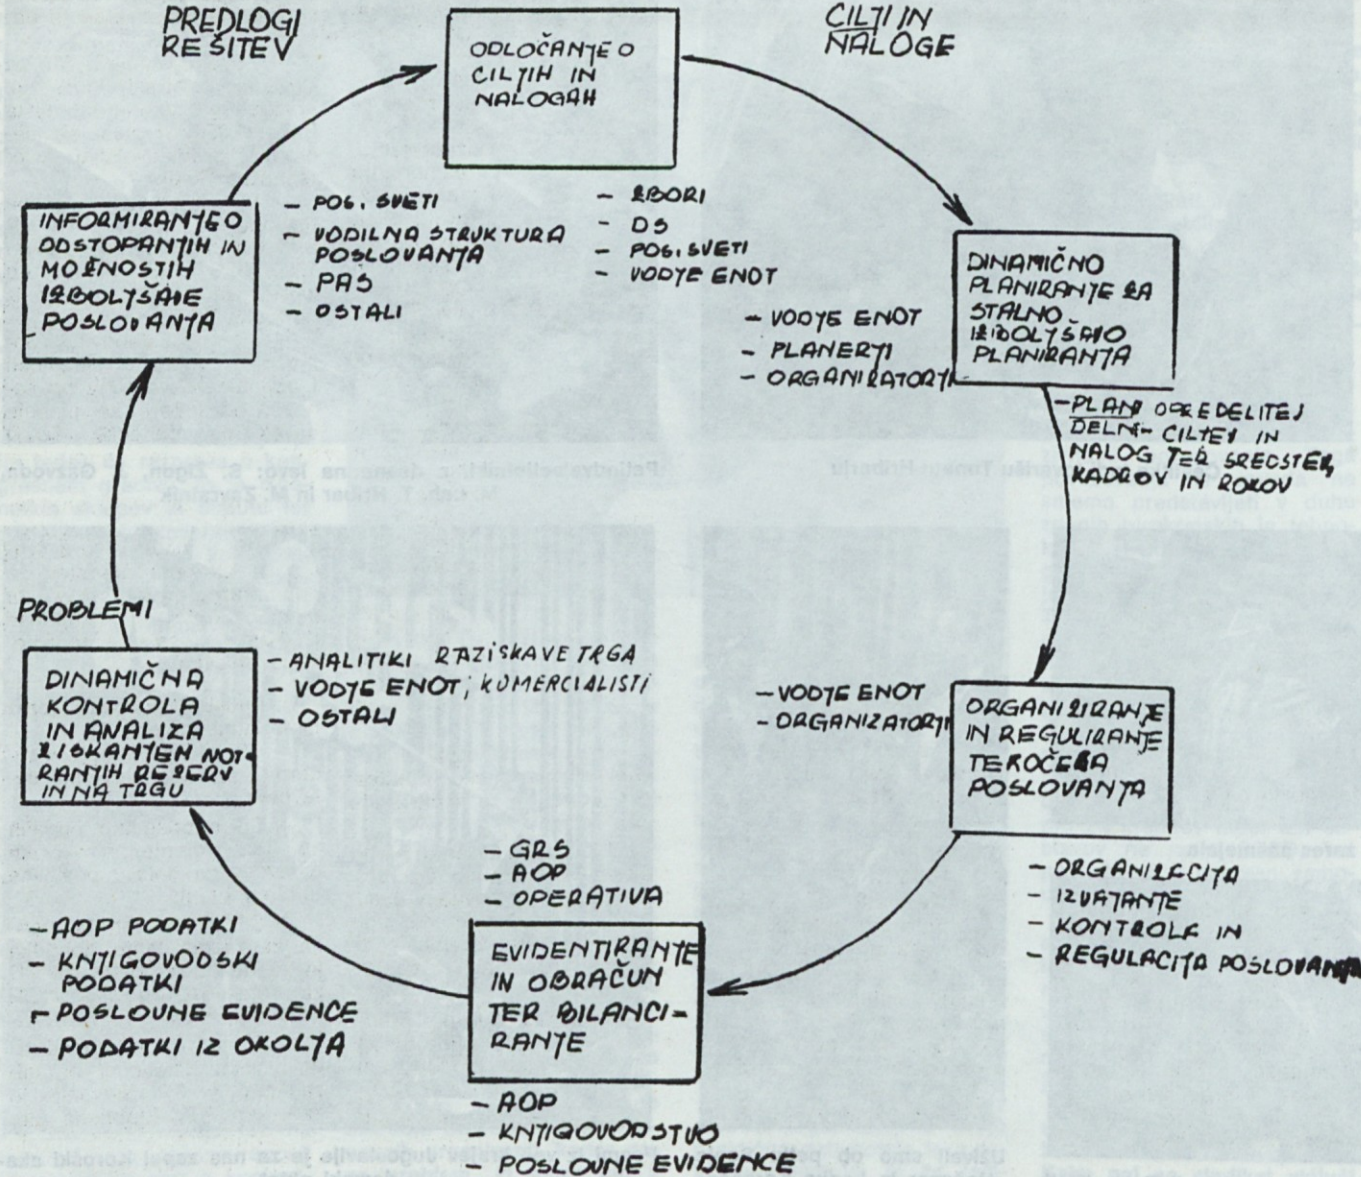 PREDLOGI
REŠITEV
CILJI IN
NALOGE
ODLOČANJE O
CILJIH IN
NALOGAH
INFORMIRANJE O
ODSTOPANJIH IN
MOŽNOSTIH
IZBOLJŠAVE
POSLOVANJA
- POS. SVETI
- VODILNA STRUKTURA
POSLOVANJA
- PAS
- OSTALI
- ZBORI
- DS
- POS. SVETI
- VODJE ENOT
DINAMIČNO
PLANIRANJE ZA
STALNO
IZBOLJŠAVO
PLANIRANJA
- VODJE ENOT
- PLANERJI
- ORGANIZATORJI
- PLANI OPREDELITEV
DELNI CILJEV IN
NALOG TER SREDSTEV,
KADROV IN ROKOV
PROBLEMI
DINAMIČNA
KONTROLA
IN ANALIZA
Z ISKANJEM NOT-
RANJIH REZERV
IN NA TRGU
- ANALITIKI RAZISKAVE TRGA
- VODJE ENOT; KOMERCIALISTI
- OSTALI
- VODJE ENOT
- ORGANIZATORJI
ORGANIZIRANJE
IN REGULIRANJE
TEKOČEGA
POSLOVANJA
- ORGANIZACIJA
- IZVAJANJE
- KONTROLA IN
- REGULACIJA POSLOVANJA
- GRS
- AOP
- OPERATIVA
EVIDENTIRANJE
IN OBRAČUN
TER BILANCI-
RANJE
- AOP PODATKI
- KNJIGOVODSKI
PODATKI
- POSLOVNE EVIDENCE
- PODATKI IZ OKOLJA
- AOP
- KNJIGOVODSTVO
- POSLOVNE EVIDENCE